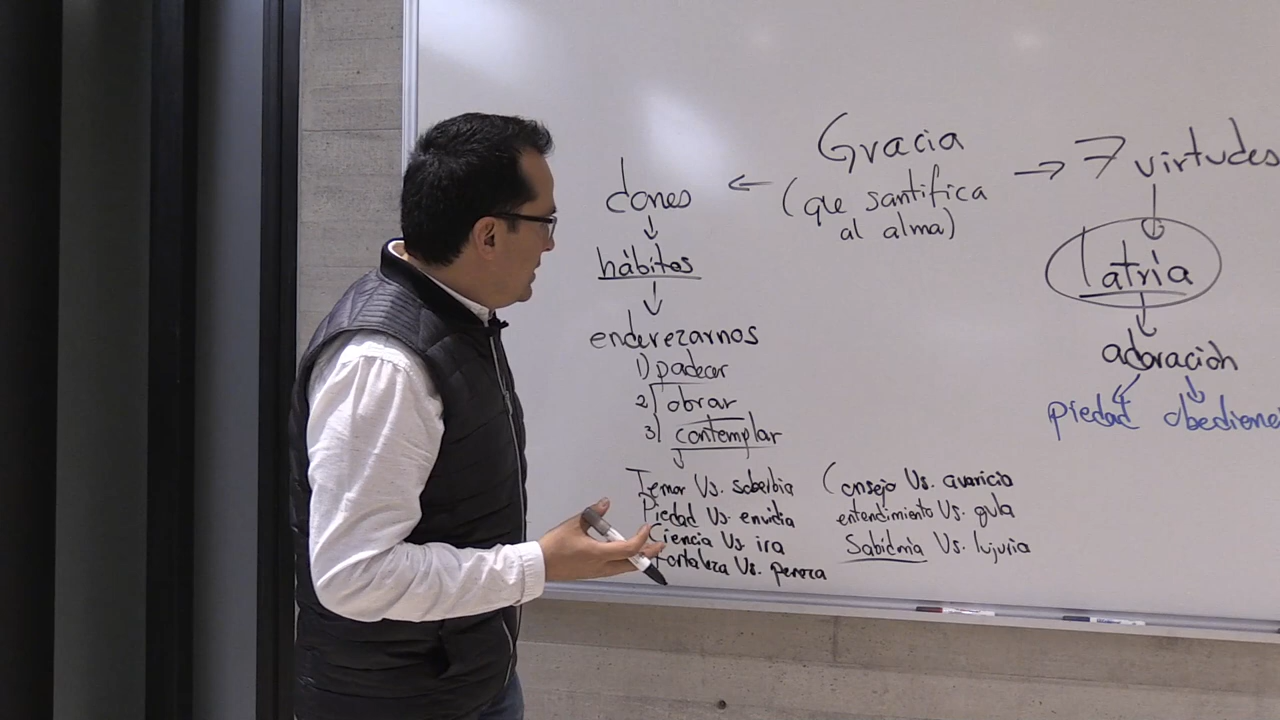 Gracia
(que santifica
al alma)
← dones
↓
hábitos
↓
enderezarnos
1) padecer
2) obrar
3) contemplar
↓
Temor Vs. soberbia
Piedad Vs. envidia
Ciencia Vs. ira
Fortaleza Vs. pereza
Consejo Vs. avaricia
entendimiento Vs. gula
Sabiduría Vs. lujuria
→ 7 virtudes
↓
latria
↓
adoración
piedad obedienc